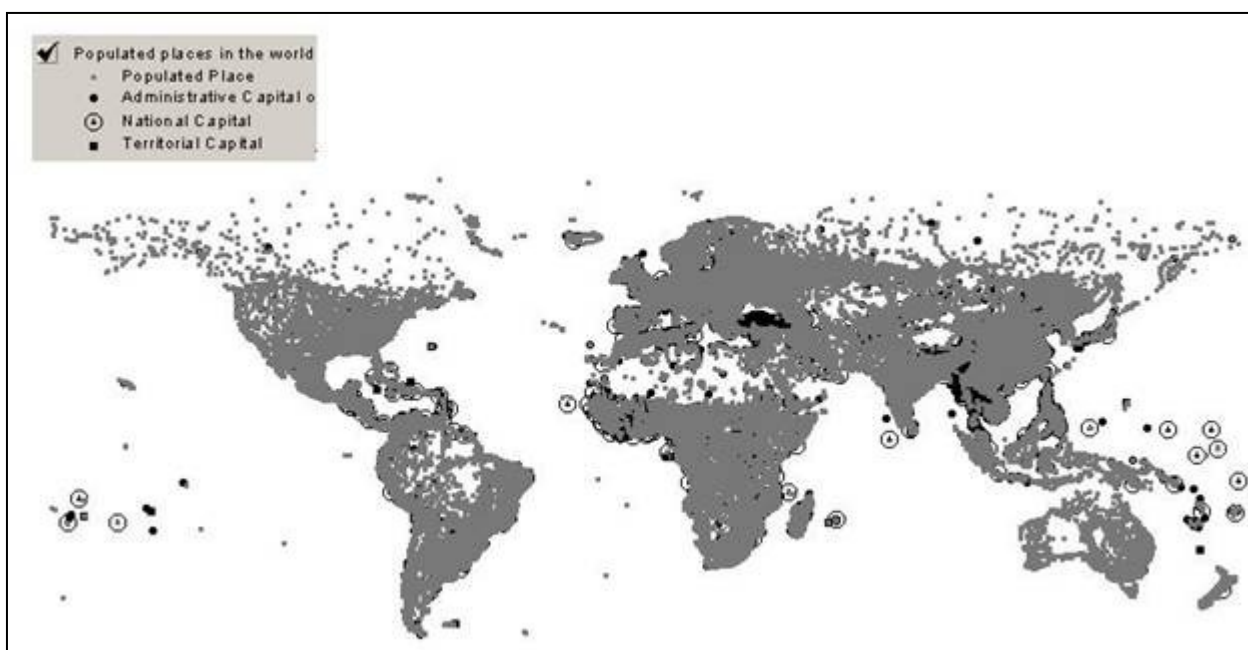 Populated places in the world
Populated Place
Administrative Capital o
National Capital
Territorial Capital